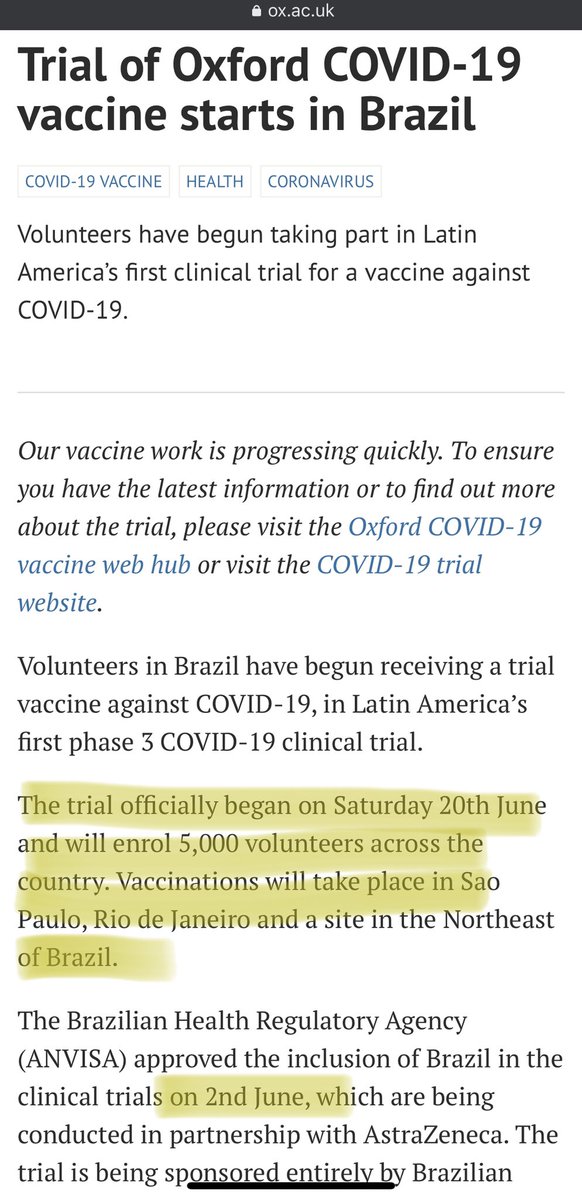 ox.ac.uk
Trial of Oxford COVID-19
vaccine starts in Brazil
COVID-19 VACCINE HEALTH CORONAVIRUS
Volunteers have begun taking part in Latin
America’s first clinical trial for a vaccine against
COVID-19.
Our vaccine work is progressing quickly. To ensure
you have the latest information or to find out more
about the trial, please visit the Oxford COVID-19
vaccine web hub or visit the COVID-19 trial
website.
Volunteers in Brazil have begun receiving a trial
vaccine against COVID-19, in Latin America’s
first phase 3 COVID-19 clinical trial.
The trial officially began on Saturday 20th June
and will enrol 5,000 volunteers across the
country. Vaccinations will take place in Sao
Paulo, Rio de Janeiro and a site in the Northeast
of Brazil.
The Brazilian Health Regulatory Agency
(ANVISA) approved the inclusion of Brazil in the
clinical trials on 2nd June, which are being
conducted in partnership with AstraZeneca. The
trial is being sponsored entirely by Brazilian